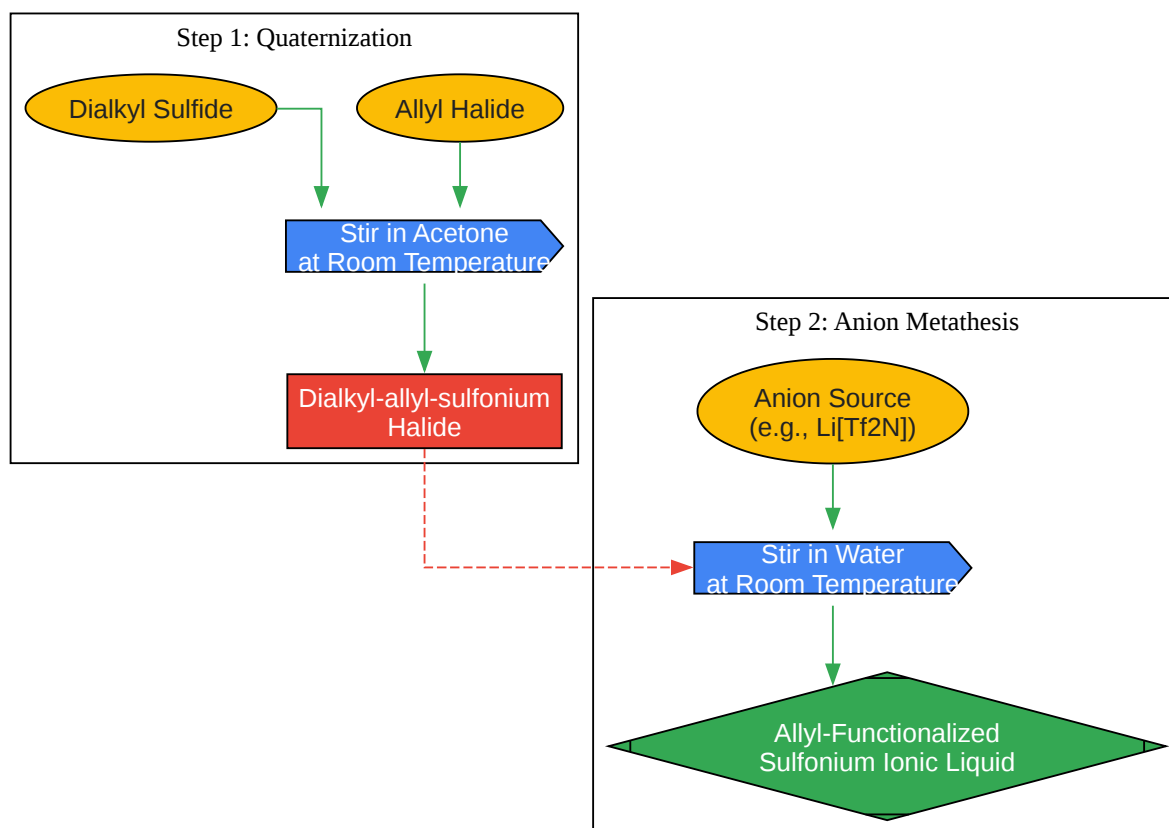 Step 1: Quaternization
Dialkyl Sulfide
Allyl Halide
Stir in Acetone
at Room Temperature
Dialkyl-allyl-sulfonium
Halide
Step 2: Anion Metathesis
Anion Source
(e.g., Li[Tf2N])
Stir in Water
at Room Temperature
Allyl-Functionalized
Sulfonium Ionic Liquid